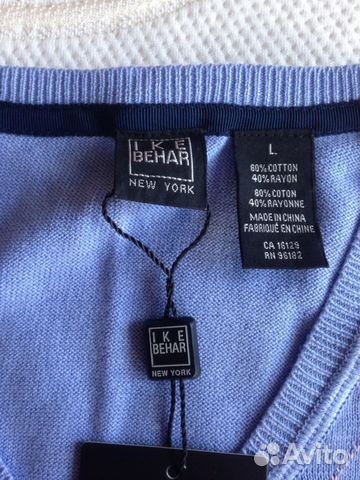 IKE
BEHAR
NEW YORK
L
60% COTTON
40% RAYON
60% COTON
40% RAYONNE
MADE IN CHINA
FABRIQUÉ EN CHINE
CA 16129
RN 96182
IKE
BEHAR
NEW YORK
Avito